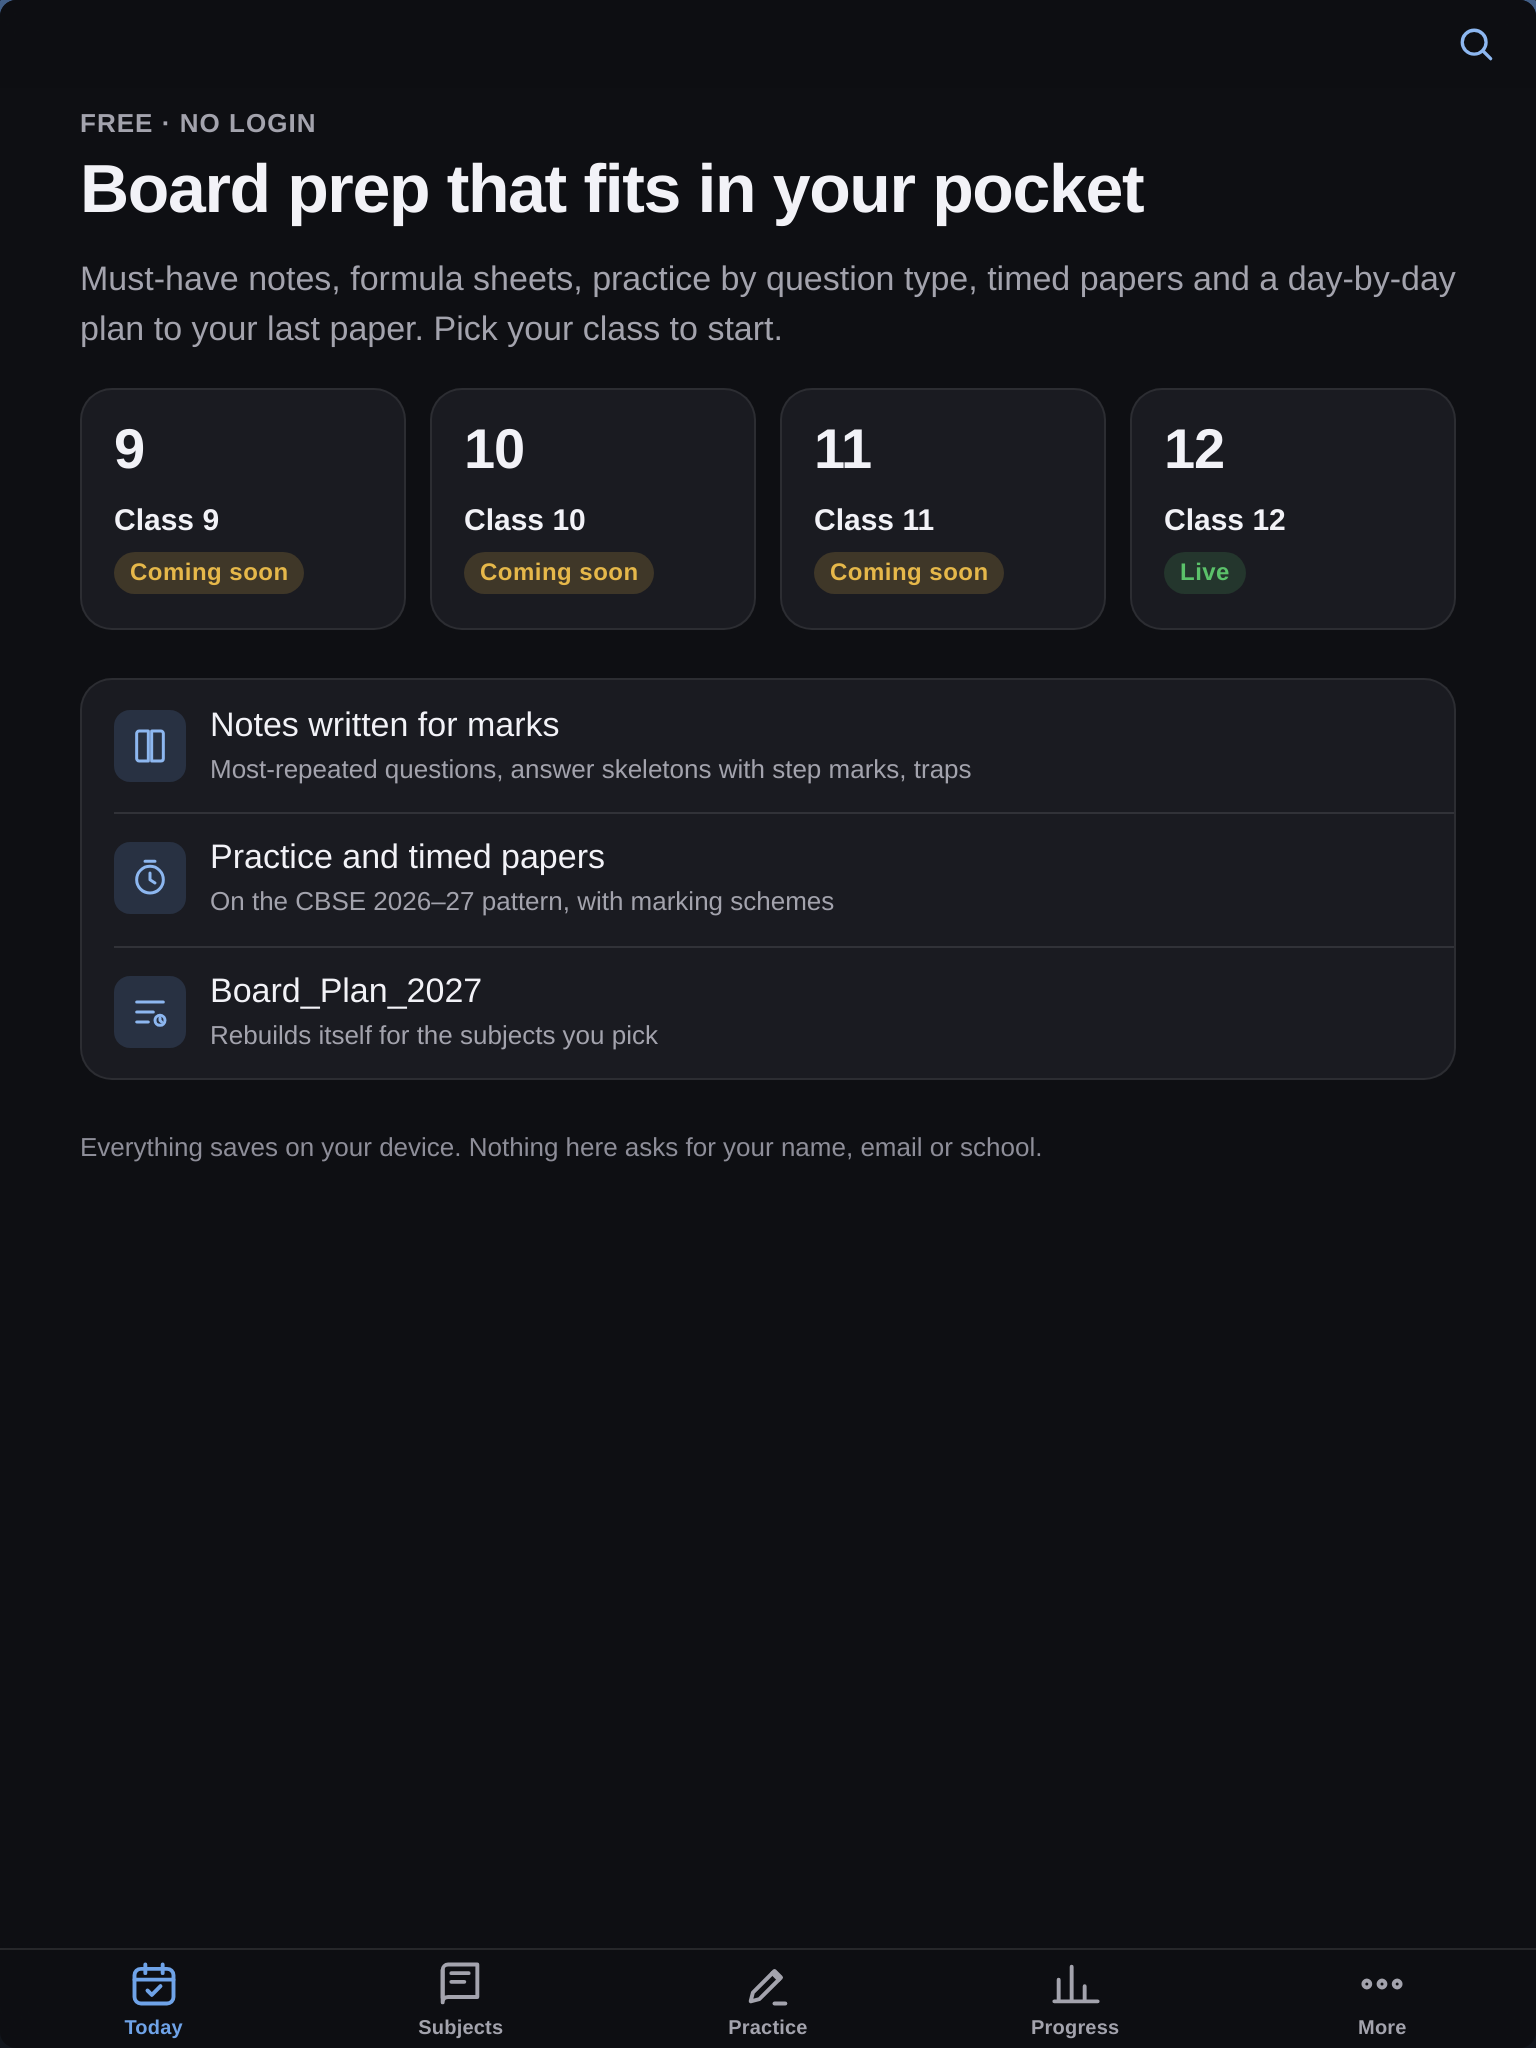 FREE · NO LOGIN
Board prep that fits in your pocket
Must-have notes, formula sheets, practice by question type, timed papers and a day-by-day
plan to your last paper. Pick your class to start.
9
Class 9
Coming soon
10
Class 10
Coming soon
11
Class 11
Coming soon
12
Class 12
Live
Notes written for marks
Most-repeated questions, answer skeletons with step marks, traps
Practice and timed papers
On the CBSE 2026–27 pattern, with marking schemes
Board_Plan_2027
Rebuilds itself for the subjects you pick
Everything saves on your device. Nothing here asks for your name, email or school.
Today
Subjects
Practice
Progress
More